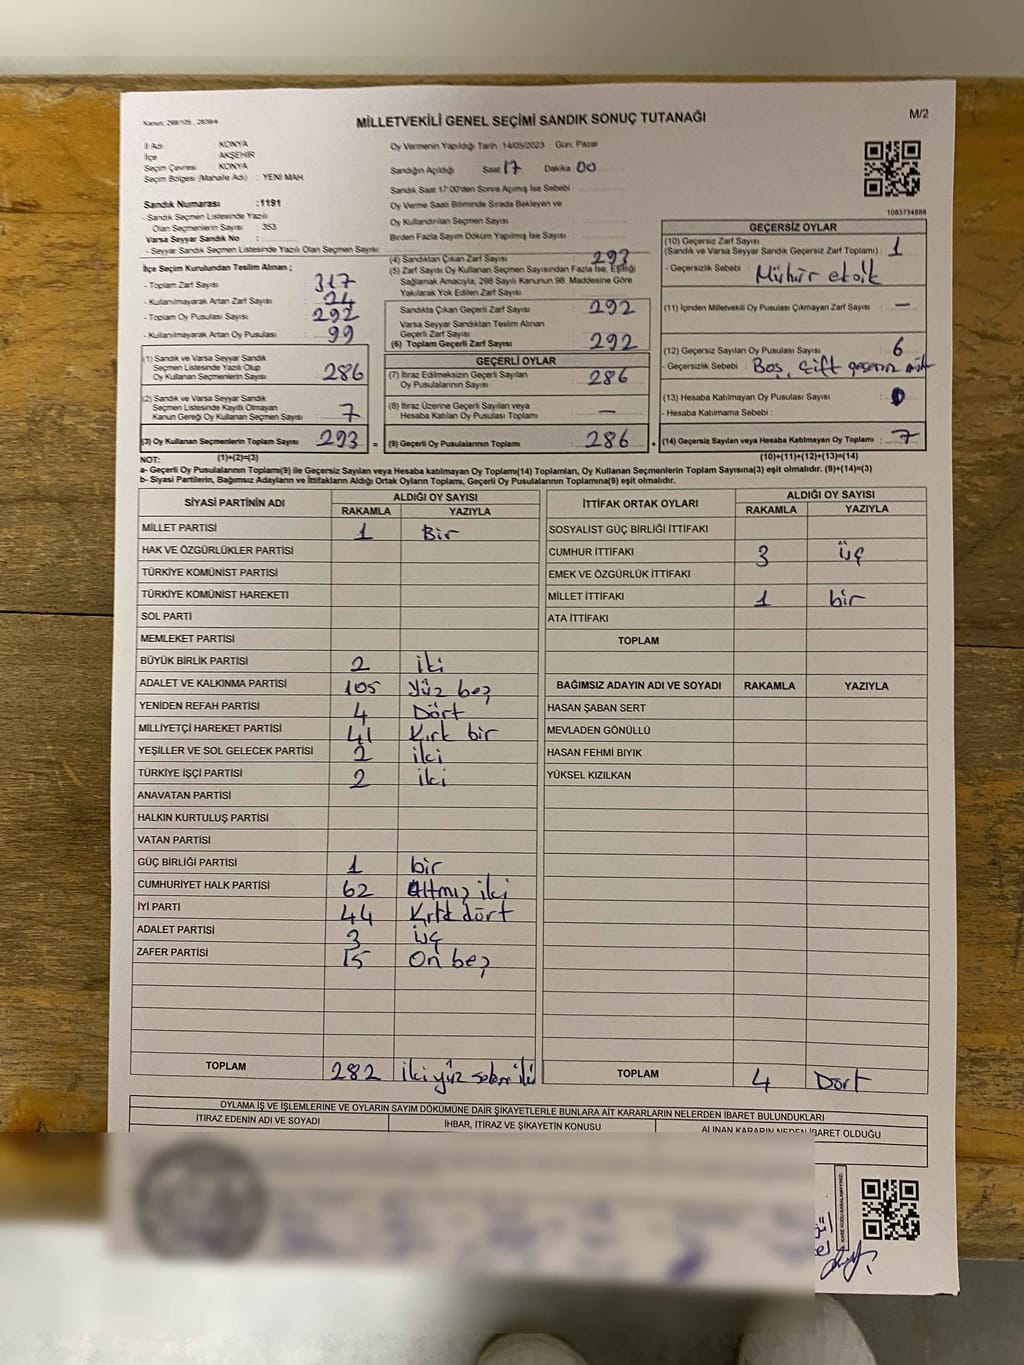 Kanun; 298/105., 2839/4
MİLLETVEKİLİ GENEL SEÇİMİ SANDIK SONUÇ TUTANAĞI
M/2
İl Adı : KONYA
İlçe : AKŞEHİR
Seçim Çevresi : KONYA
Seçim Bölgesi (Mahalle Adı) : YENİ MAH.
Sandık Numarası :1191
- Sandık Seçmen Listesinde Yazılı
Olan Seçmenlerin Sayısı : 353
Varsa Seyyar Sandık No :
- Seyyar Sandık Seçmen Listesinde Yazılı Olan Seçmen Sayısı:
İlçe Seçim Kurulundan Teslim Alınan ;
- Toplam Zarf Sayısı : 317
- Kullanılmayarak Artan Zarf Sayısı : 24
- Toplam Oy Pusulası Sayısı : 292
- Kullanılmayarak Artan Oy Pusulası : 99
(1) Sandık ve Varsa Seyyar Sandık
Seçmen Listesinde Yazılı Olup
Oy Kullanan Seçmenlerin Sayısı : 286
(2) Sandık ve Varsa Seyyar Sandık
Seçmen Listesinde Kayıtlı Olmayan
Kanun Gereği Oy Kullanan Seçmen Sayısı : 7
(3) Oy Kullanan Seçmenlerin Toplam Sayısı : 293 =
Oy Vermenin Yapıldığı Tarih: 14/05/2023 Gün: Pazar
Sandığın Açıldığı Saat: 17 Dakika: 00
Sandık Saat 17:00'den Sonra Açılmış İse Sebebi :
Oy Verme Saati Bitiminde Sırada Bekleyen ve
Oy Kullandırılan Seçmen Sayısı
Birden Fazla Sayım Döküm Yapılmış İse Sayısı :
(4) Sandıktan Çıkan Zarf Sayısı : 293
(5) Zarf Sayısı Oy Kullanan Seçmen Sayısından Fazla İse, Eşitliği
Sağlamak Amacıyla, 298 Sayılı Kanunun 98. Maddesine Göre
Yakılarak Yok Edilen Zarf Sayısı
Sandıkta Çıkan Geçerli Zarf Sayısı : 292
Varsa Seyyar Sandıktan Teslim Alınan
Geçerli Zarf Sayısı
(6) Toplam Geçerli Zarf Sayısı : 292
GEÇERLİ OYLAR
(7) İtiraz Edilmeksizin Geçerli Sayılan
Oy Pusulalarının Sayısı : 286
(8) İtiraz Üzerine Geçerli Sayılan veya
Hesaba Katılan Oy Pusulası Toplamı : —
(9) Geçerli Oy Pusulalarının Toplamı : 286 +
1083734888
GEÇERSİZ OYLAR
(10) Geçersiz Zarf Sayısı
(Sandık ve Varsa Seyyar Sandık Geçersiz Zarf Toplamı) : 1
- Geçersizlik Sebebi : Mühür eksik
(11) İçinden Milletvekili Oy Pusulası Çıkmayan Zarf Sayısı : —
(12) Geçersiz Sayılan Oy Pusulası Sayısı : 6
- Geçersizlik Sebebi : Boş, Çift
(13) Hesaba Katılmayan Oy Pusulası Sayısı : 0
- Hesaba Katılmama Sebebi :
(14) Geçersiz Sayılan veya Hesaba Katılmayan Oy Toplamı : 7
NOT: (1)+(2)=(3) (10)+(11)+(12)+(13)=(14)
a- Geçerli Oy Pusulalarının Toplamı(9) ile Geçersiz Sayılan veya Hesaba katılmayan Oy Toplamı(14) Toplamları, Oy Kullanan Seçmenlerin Toplam Sayısına(3) eşit olmalıdır. (9)+(14)=(3)
b- Siyasi Partilerin, Bağımsız Adayların ve İttifakların Aldığı Ortak Oyların Toplamı, Geçerli Oy Pusulalarının Toplamına(9) eşit olmalıdır.
SİYASİ PARTİNİN ADI ALDIĞI OY SAYISI
RAKAMLA YAZIYLA
MİLLET PARTİSİ 1 Bir
HAK VE ÖZGÜRLÜKLER PARTİSİ
TÜRKİYE KOMÜNİST PARTİSİ
TÜRKİYE KOMÜNİST HAREKETİ
SOL PARTİ
MEMLEKET PARTİSİ
BÜYÜK BİRLİK PARTİSİ 2 iki
ADALET VE KALKINMA PARTİSİ 105 Yüz beş
YENİDEN REFAH PARTİSİ 4 Dört
MİLLİYETÇİ HAREKET PARTİSİ 41 Kırk bir
YEŞİLLER VE SOL GELECEK PARTİSİ 2 iki
TÜRKİYE İŞÇİ PARTİSİ 2 iki
ANAVATAN PARTİSİ
HALKIN KURTULUŞ PARTİSİ
VATAN PARTİSİ
GÜÇ BİRLİĞİ PARTİSİ 1 bir
CUMHURİYET HALK PARTİSİ 62 Altmış iki
İYİ PARTİ 44 Kırk dört
ADALET PARTİSİ 3 üç
ZAFER PARTİSİ 15 On beş
TOPLAM 282 iki yüz seksen iki
İTTİFAK ORTAK OYLARI ALDIĞI OY SAYISI
RAKAMLA YAZIYLA
SOSYALİST GÜÇ BİRLİĞİ İTTİFAKI
CUMHUR İTTİFAKI 3 üç
EMEK VE ÖZGÜRLÜK İTTİFAKI
MİLLET İTTİFAKI 1 bir
ATA İTTİFAKI
TOPLAM
BAĞIMSIZ ADAYIN ADI VE SOYADI RAKAMLA YAZIYLA
HASAN ŞABAN SERT
MEVLADEN GÖNÜLLÜ
HASAN FEHMİ BIYIK
YÜKSEL KIZILKAN
TOPLAM 4 Dört
OYLAMA İŞ VE İŞLEMLERİNE VE OYLARIN SAYIM DÖKÜMÜNE DAİR ŞİKAYETLERLE BUNLARA AİT KARARLARIN NELERDEN İBARET BULUNDUKLARI
İTİRAZ EDENİN ADI VE SOYADI İHBAR, İTİRAZ VE ŞİKAYETİN KONUSU ALINAN KARARIN NEDEN İBARET OLDUĞU